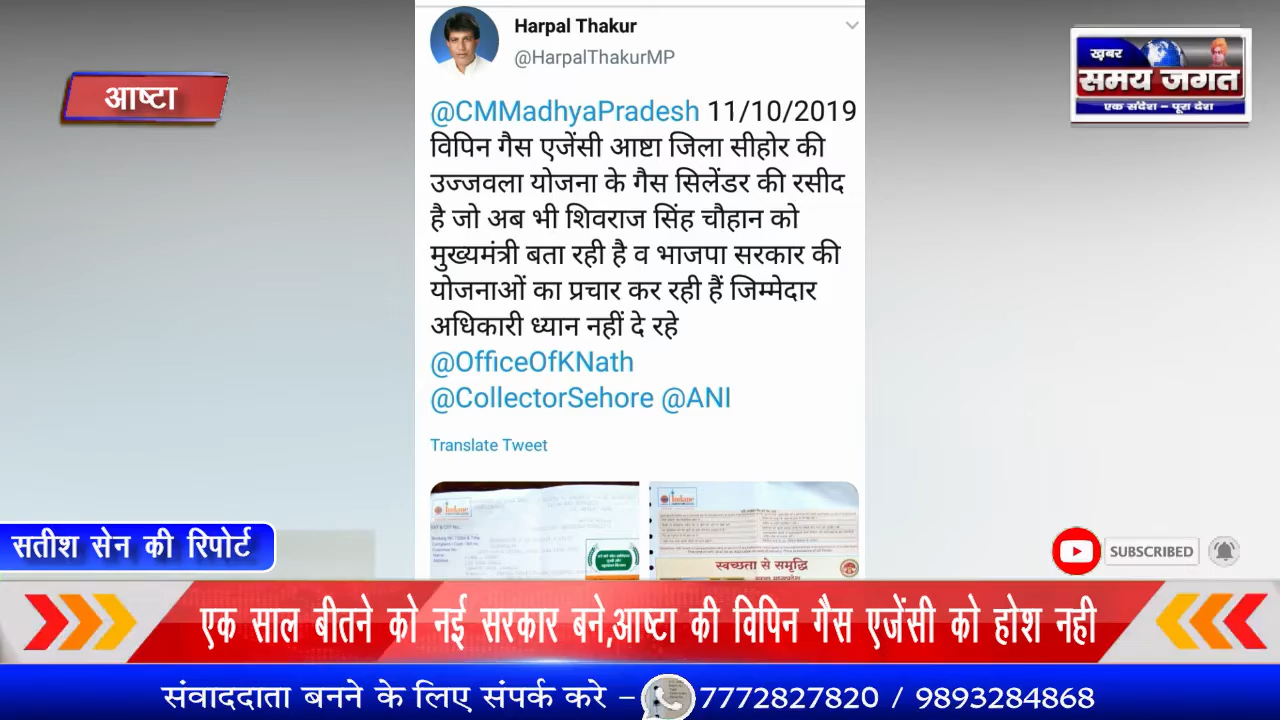 Harpal Thakur
@HarpalThakurMP
आष्टा
ख़बर
समय जगत
एक संदेश – पूरा देश
@CMMadhyaPradesh 11/10/2019
विपिन गैस एजेंसी आष्टा जिला सीहोर की
उज्जवला योजना के गैस सिलेंडर की रसीद
है जो अब भी शिवराज सिंह चौहान को
मुख्यमंत्री बता रही है व भाजपा सरकार की
योजनाओं का प्रचार कर रही हैं जिम्मेदार
अधिकारी ध्यान नहीं दे रहे
@OfficeOfKNath
@CollectorSehore @ANI
Translate Tweet
Indane
Indane
स्वच्छता से समृद्धि
सतीश सेन की रिपोर्ट
SUBSCRIBED
एक साल बीतने को नई सरकार बने,आष्टा की विपिन गैस एजेंसी को होश नही
संवाददाता बनने के लिए संपर्क करे – 7772827820 / 9893284868